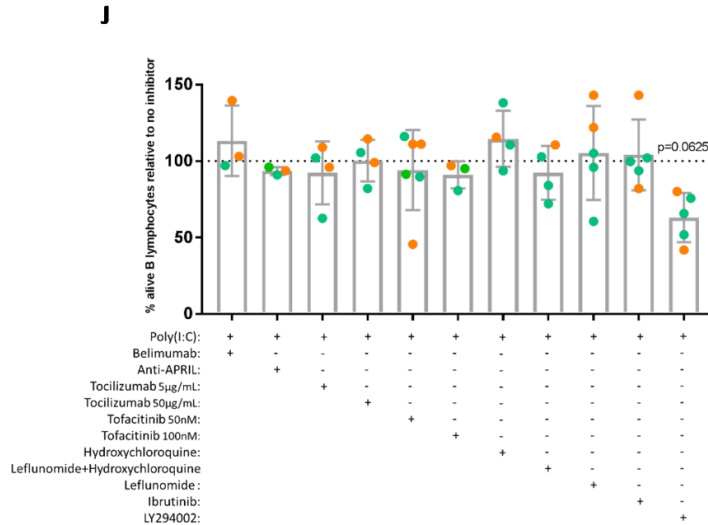 J
% alive B lymphocytes relative to no inhibitor
150
100
50
0
p=0.0625
Poly(I:C): + + + + + + + + + + +
Belimumab: + - - - - - - - - - -
Anti-APRIL: - + - - - - - - - - -
Tocilizumab 5µg/mL: - - + - - - - - - - -
Tocilizumab 50µg/mL: - - - + - - - - - - -
Tofacitinib 50nM: - - - - + - - - - - -
Tofacitinib 100nM: - - - - - + - - - - -
Hydroxychloroquine: - - - - - - + - - - -
Leflunomide+Hydroxychloroquine - - - - - - - + - - -
Leflunomide : - - - - - - - - + - -
Ibrutinib: - - - - - - - - - + -
LY294002: - - - - - - - - - - +